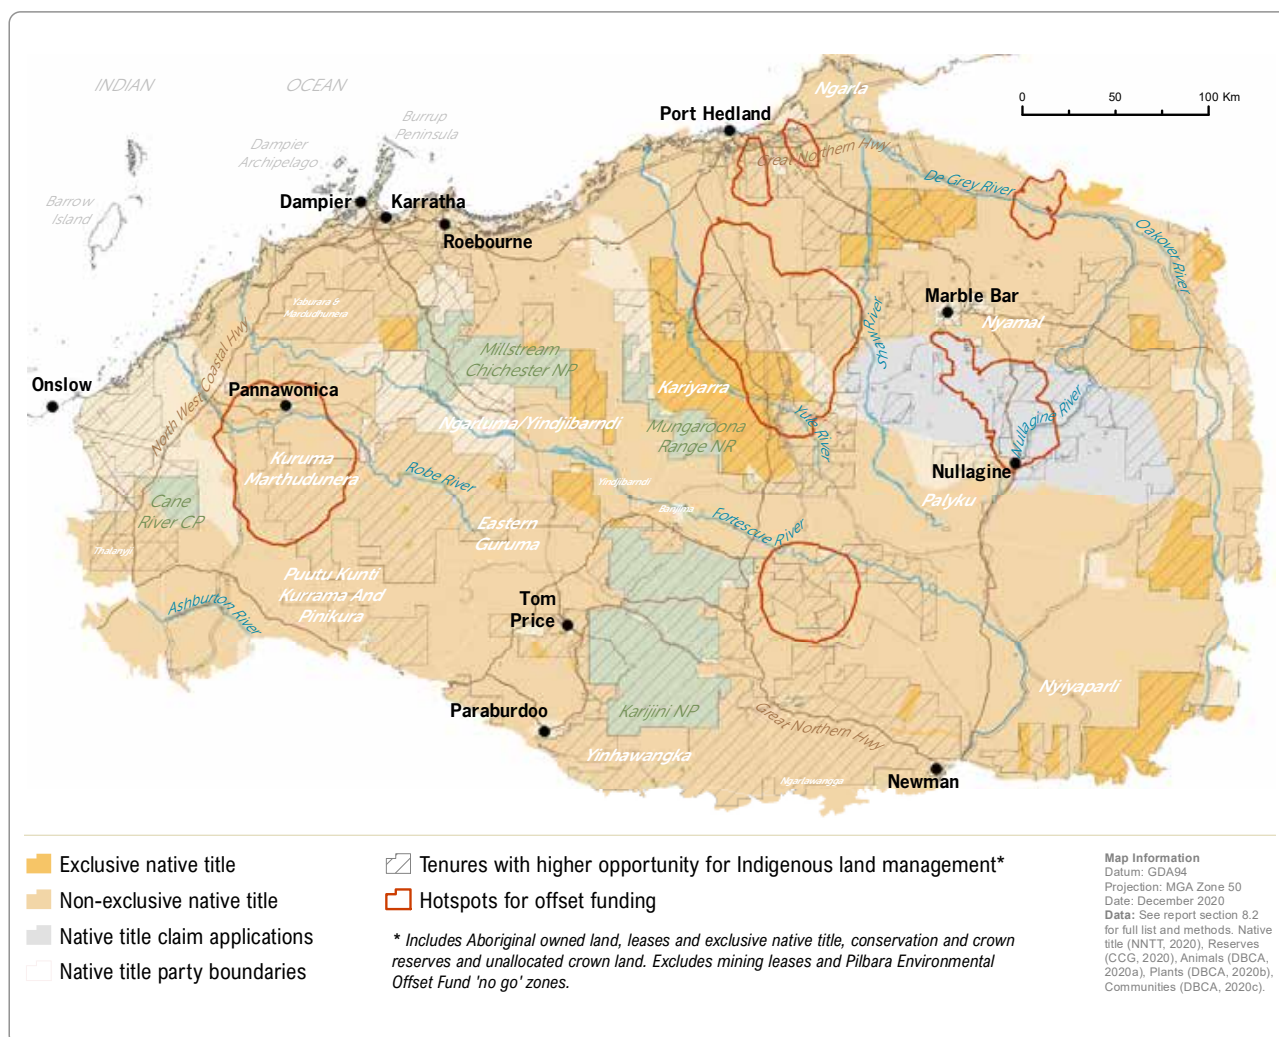 INDIAN
OCEAN
Burrup
Peninsula
Dampier
Archipelago
Barrow
Island
Port Hedland
Ngarla
0 50 100 Km
Great Northern Hwy
De Grey River
Oakover
River
Dampier
Karratha
Roebourne
Yaburara &
Mardudhunera
North West Coastal Hwy
Millstream
Chichester NP
Marble Bar
Nyamal
Shaw River
Onslow
Pannawonica
Kariyarra
Ngarluma/Yindjibarndi
Mungaroona
Range NR
Yule River
Nullagine River
Kuruma
Marthudunera
Robe River
Nullagine
Cane
River CP
Yindjibarndi
Banjima
Palyku
Eastern
Guruma
Fortescue River
Thalanyji
Puutu Kunti
Kurrama And
Pinikura
Ashburton River
Tom
Price
Nyiyaparli
Paraburdoo
Karijini NP
Great Northern Hwy
Yinhawangka
Ngarlawangga
Newman
Exclusive native title
Non-exclusive native title
Native title claim applications
Native title party boundaries
Tenures with higher opportunity for Indigenous land management*
Hotspots for offset funding
* Includes Aboriginal owned land, leases and exclusive native title, conservation and crown
reserves and unallocated crown land. Excludes mining leases and Pilbara Environmental
Offset Fund 'no go' zones.
Map Information
Datum: GDA94
Projection: MGA Zone 50
Date: December 2020
Data: See report section 8.2
for full list and methods. Native
title (NNTT, 2020), Reserves
(CCG, 2020), Animals (DBCA,
2020a), Plants (DBCA, 2020b),
Communities (DBCA, 2020c).